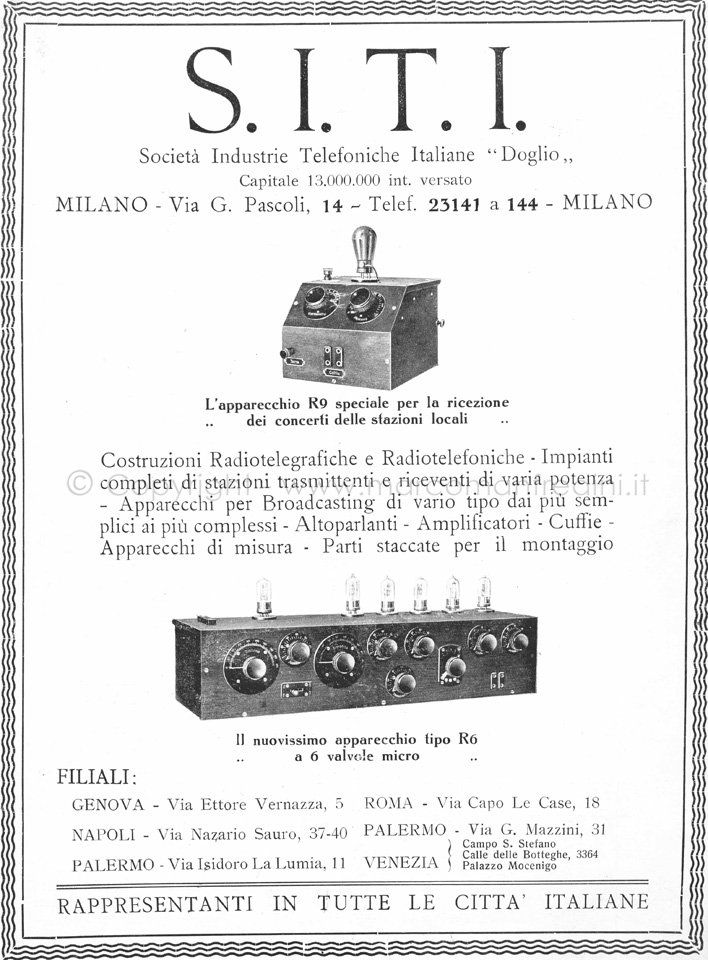 S. I. T. I.
Società Industrie Telefoniche Italiane “Doglio„
Capitale 13.000.000 int. versato
MILANO - Via G. Pascoli, 14 - Telef. 23141 a 144 - MILANO
L'apparecchio R9 speciale per la ricezione
.. dei concerti delle stazioni locali ..
Costruzioni Radiotelegrafiche e Radiotelefoniche - Impianti
completi di stazioni trasmittenti e riceventi di varia potenza
- Apparecchi per Broadcasting di vario tipo dai più sem-
plici ai più complessi - Altoparlanti - Amplificatori - Cuffie -
Apparecchi di misura - Parti staccate per il montaggio
© Copyright - www.marcomanfredini.it
Il nuovissimo apparecchio tipo R6
.. a 6 valvole micro ..
FILIALI:
GENOVA - Via Ettore Vernazza, 5
NAPOLI - Via Nazario Sauro, 37-40
PALERMO - Via Isidoro La Lumia, 11
ROMA - Via Capo Le Case, 18
PALERMO - Via G. Mazzini, 31
VENEZIA { Campo S. Stefano
Calle delle Botteghe, 3364
Palazzo Mocenigo
RAPPRESENTANTI IN TUTTE LE CITTA' ITALIANE